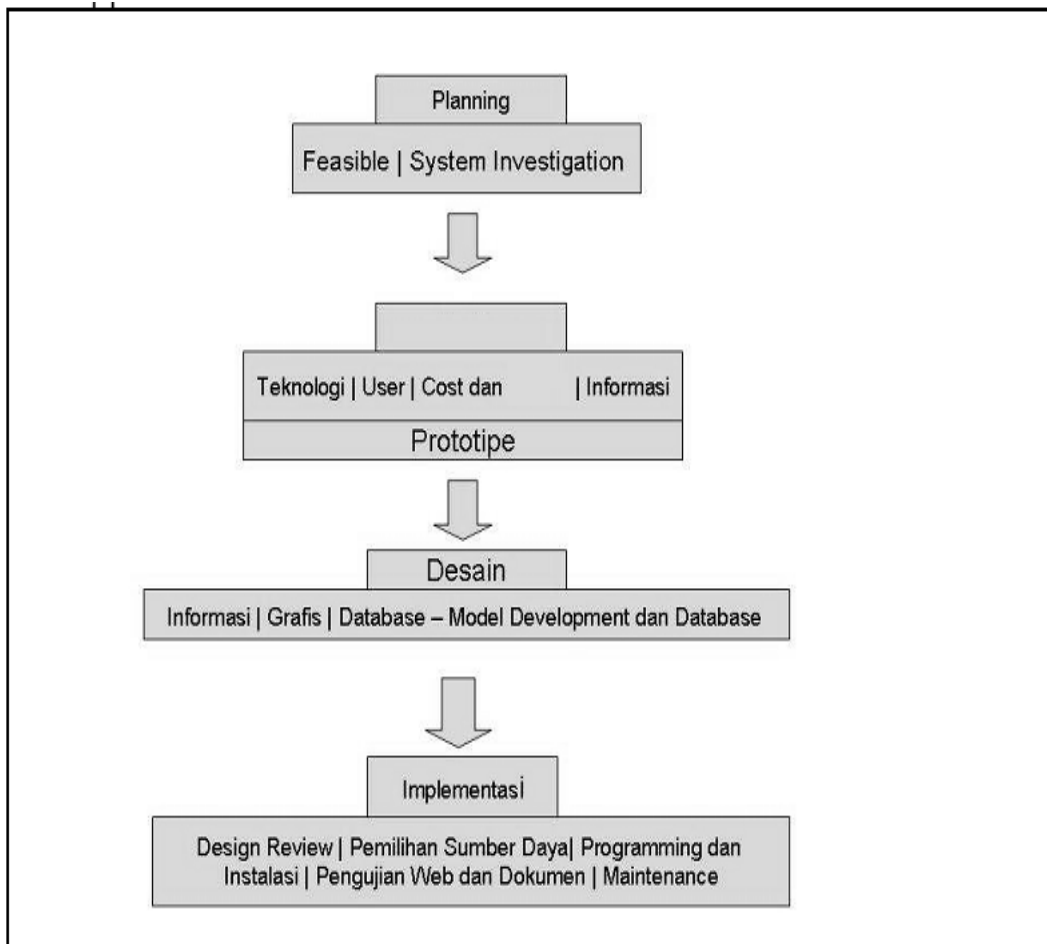 Planning
Feasible | System Investigation
Teknologi | User | Cost dan | Informasi
Prototipe
Desain
Informasi | Grafis | Database – Model Development dan Database
Implementasi
Design Review | Pemilihan Sumber Daya| Programming dan
Instalasi | Pengujian Web dan Dokumen | Maintenance